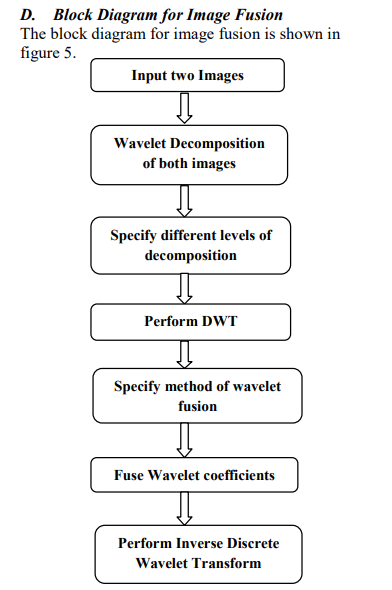 D. Block Diagram for Image Fusion
The block diagram for image fusion is shown in
figure 5.
Input two Images
Wavelet Decomposition
of both images
Specify different levels of
decomposition
Perform DWT
Specify method of wavelet
fusion
Fuse Wavelet coefficients
Perform Inverse Discrete
Wavelet Transform